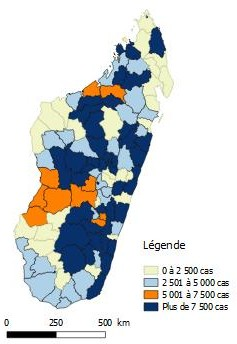 Légende
0 à 2 500 cas
2 501 à 5 000 cas
5 001 à 7 500 cas
Plus de 7 500 cas
0 250 500 km